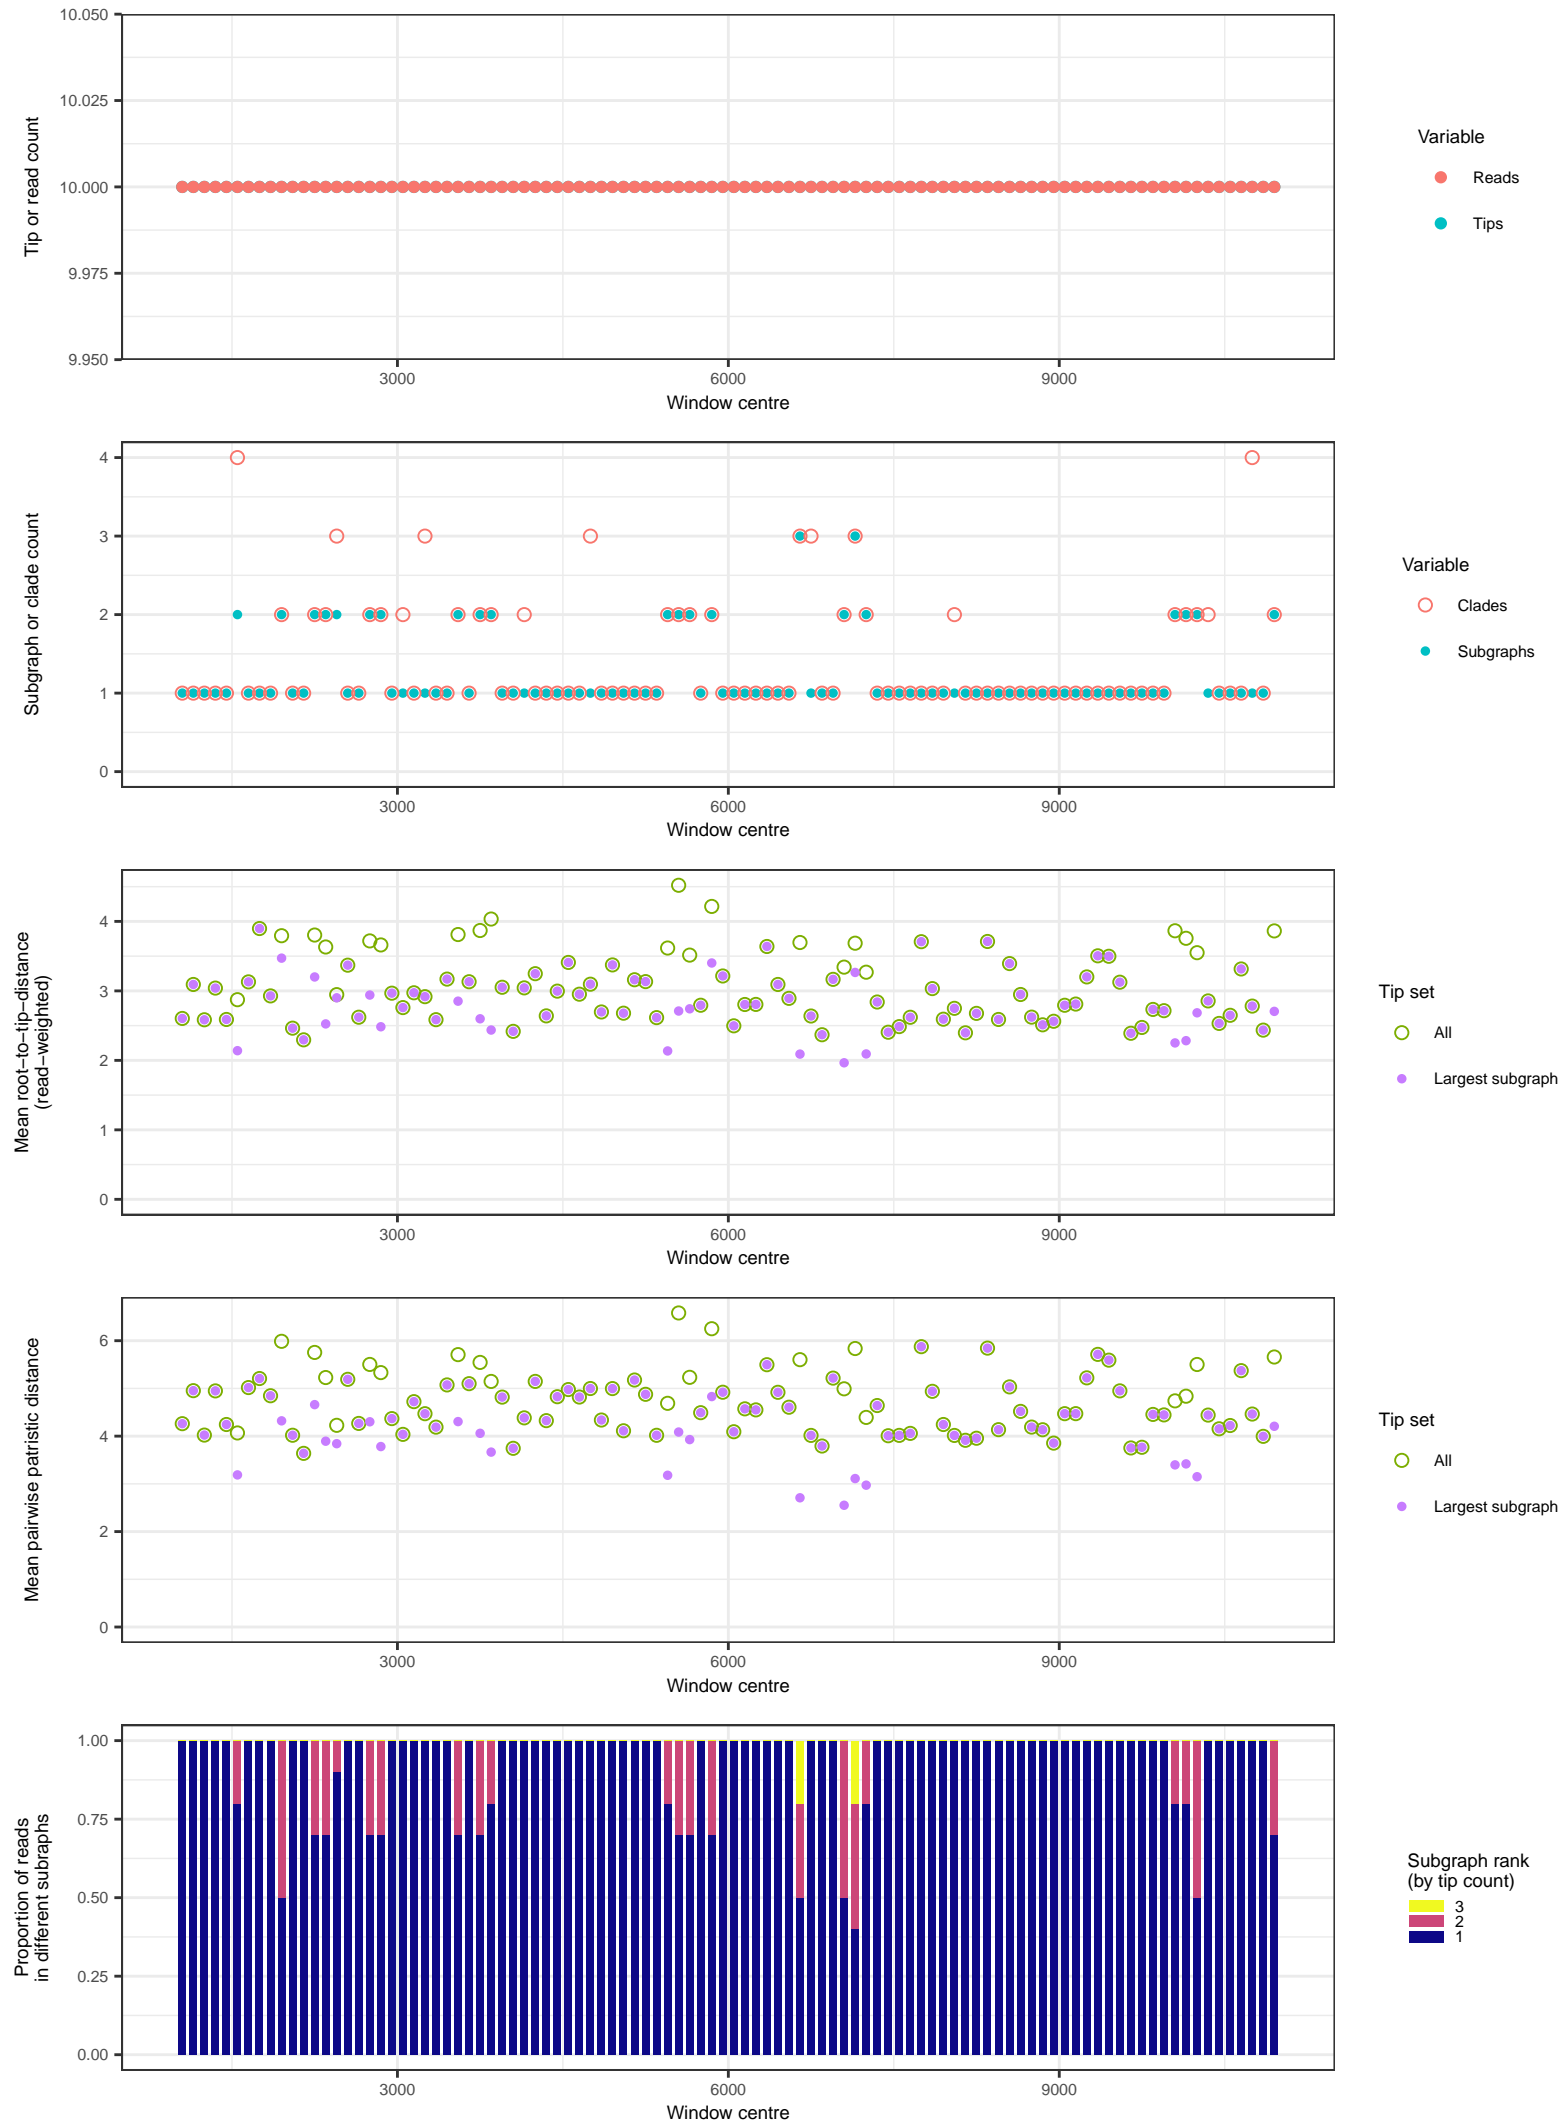 10.050
10.025
10.000
9.975
9.950
Tip or read count
3000
6000
9000
Window centre
Variable
Reads
Tips
4
3
2
1
0
Subgraph or clade count
3000
6000
9000
Window centre
Variable
Clades
Subgraphs
4
3
2
1
0
Mean root−to−tip−distance
(read−weighted)
3000
6000
9000
Window centre
Tip set
All
Largest subgraph
6
4
2
0
Mean pairwise patristic distance
3000
6000
9000
Window centre
Tip set
All
Largest subgraph
1.00
0.75
0.50
0.25
0.00
Proportion of reads
in different subraphs
3000
6000
9000
Window centre
Subgraph rank
(by tip count)
3
2
1